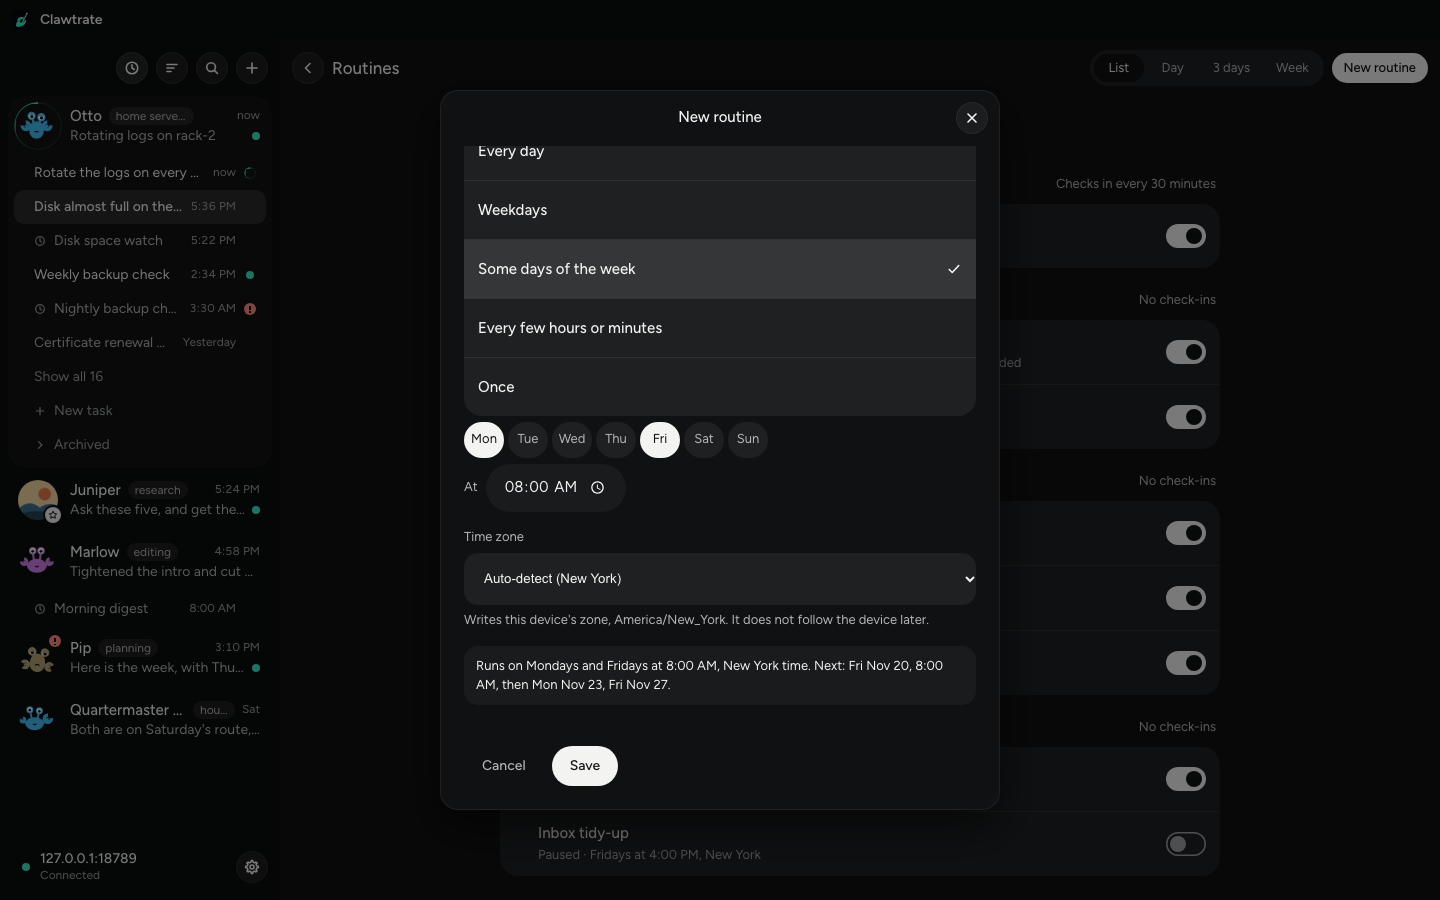 Clawtrate
Routines
List
Day
3 days
Week
New routine
Otto
home serve...
now
Rotating logs on rack-2
Rotate the logs on every ...
now
Disk almost full on the...
5:36 PM
Disk space watch
5:22 PM
Weekly backup check
2:34 PM
Nightly backup ch...
3:30 AM
Certificate renewal ...
Yesterday
Show all 16
New task
Archived
Juniper
research
5:24 PM
Ask these five, and get the...
Marlow
editing
4:58 PM
Tightened the intro and cut ...
Morning digest
8:00 AM
Pip
planning
3:10 PM
Here is the week, with Thu...
Quartermaster ...
hou...
Sat
Both are on Saturday's route,...
127.0.0.1:18789
Connected
New routine
Every day
Weekdays
Some days of the week
Every few hours or minutes
Once
Mon
Tue
Wed
Thu
Fri
Sat
Sun
At
08:00 AM
Time zone
Auto-detect (New York)
Writes this device's zone, America/New_York. It does not follow the device later.
Runs on Mondays and Fridays at 8:00 AM, New York time. Next: Fri Nov 20, 8:00
AM, then Mon Nov 23, Fri Nov 27.
Cancel
Save
Checks in every 30 minutes
No check-ins
ded
No check-ins
No check-ins
Inbox tidy-up
Paused · Fridays at 4:00 PM, New York